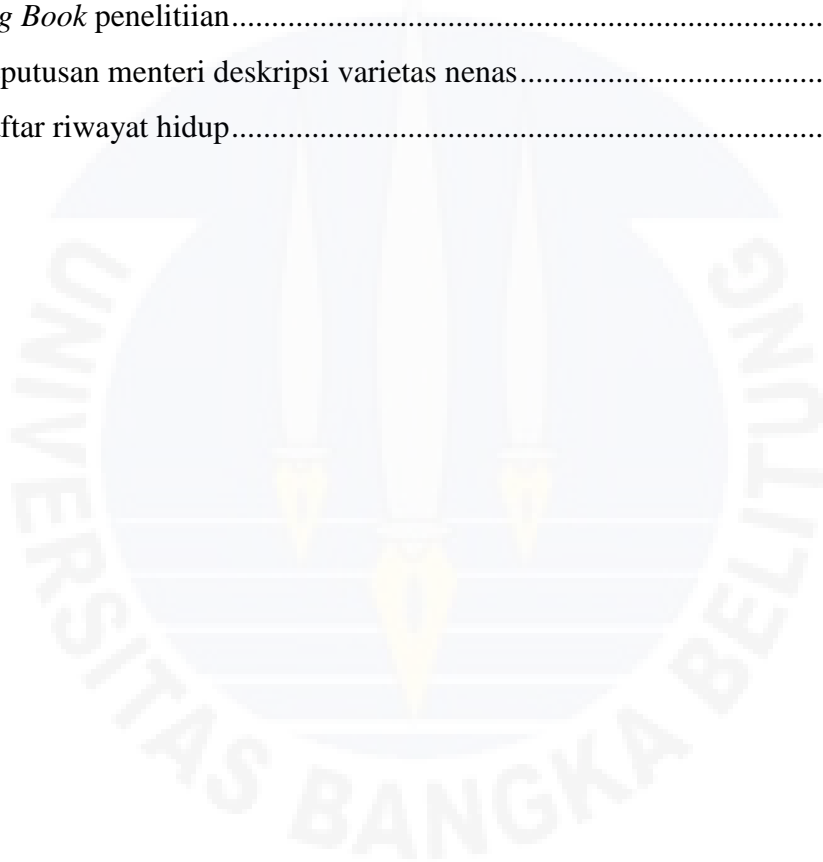 g Book penelitiian..........................................................................
putusan menteri deskripsi varietas nenas......................................
ftar riwayat hidup..........................................................................
UNIVERSITAS BANGKA BELITUNG